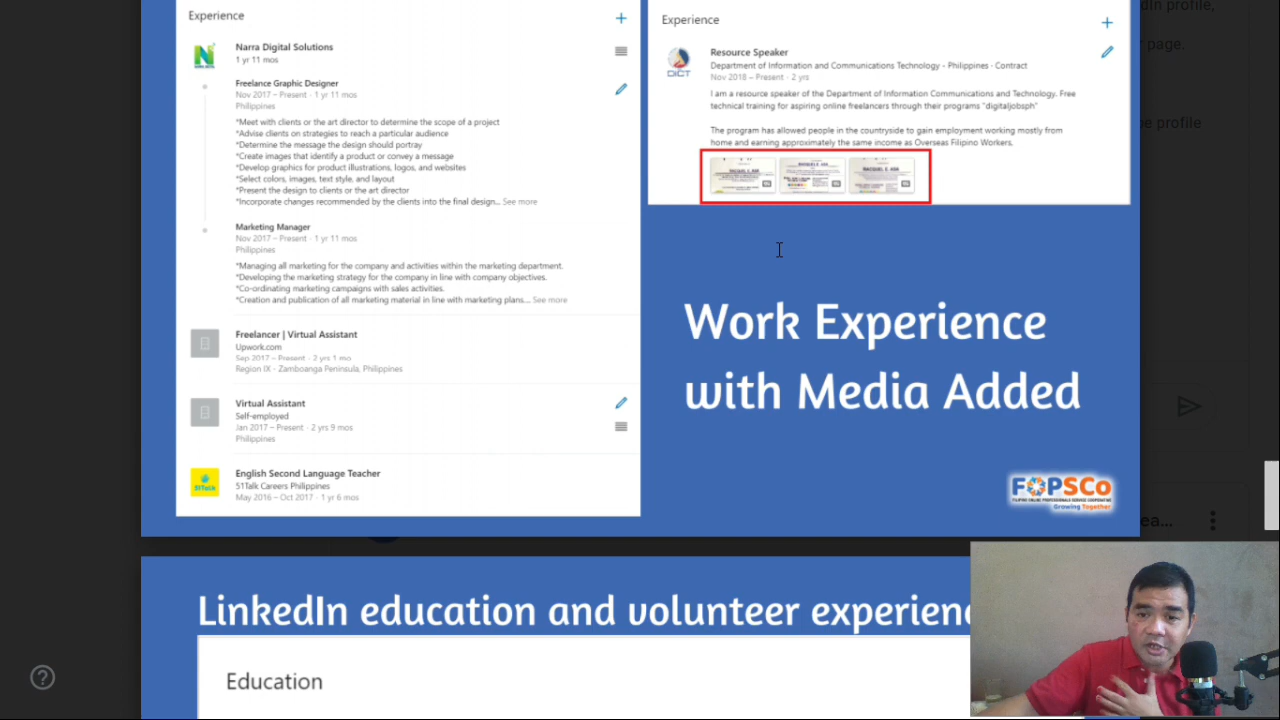 dIn profile,
page.
e profile
Experience
Narra Digital Solutions
1 yr 11 mos
Freelance Graphic Designer
Nov 2017 – Present · 1 yr 11 mos
Philippines
*Meet with clients or the art director to determine the scope of a project
*Advise clients on strategies to reach a particular audience
*Determine the message the design should portray
*Create images that identify a product or convey a message
*Develop graphics for product illustrations, logos, and websites
*Select colors, images, text style, and layout
*Present the design to clients or the art director
*Incorporate changes recommended by the clients into the final design... See more
Marketing Manager
Nov 2017 – Present · 1 yr 11 mos
Philippines
*Managing all marketing for the company and activities within the marketing department.
*Developing the marketing strategy for the company in line with company objectives.
*Co-ordinating marketing campaigns with sales activities.
*Creation and publication of all marketing material in line with marketing plans... See more
Freelancer | Virtual Assistant
Upwork.com
Sep 2017 – Present · 2 yrs 1 mo
Region IX - Zamboanga Peninsula, Philippines
Virtual Assistant
Self-employed
Jan 2017 – Present · 2 yrs 9 mos
Philippines
51Talk
English Second Language Teacher
51Talk Careers Philippines
May 2016 – Oct 2017 · 1 yr 6 mos
Experience
DICT
Resource Speaker
Department of Information and Communications Technology - Philippines · Contract
Nov 2018 – Present · 2 yrs
I am a resource speaker of the Department of Information Communications and Technology. Free
technical training for aspiring online freelancers through their programs "digitaljobsph"
The program has allowed people in the countryside to gain employment working mostly from
home and earning approximately the same income as Overseas Filipino Workers.
Work Experience
with Media Added
FOPSCo
FILIPINO ONLINE PROFESSIONALS SERVICE COOPERATIVE
Growing Together
ea...
LinkedIn education and volunteer experien
Education